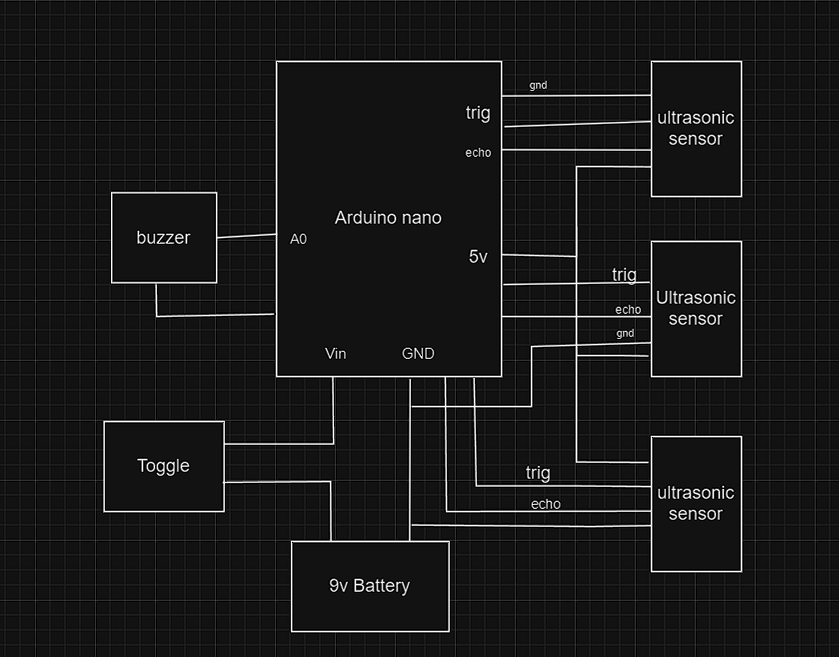 gnd
trig
echo
ultrasonic
sensor
buzzer
Arduino nano
A0
5v
trig
Ultrasonic
sensor
echo
gnd
Vin
GND
Toggle
trig
echo
ultrasonic
sensor
9v Battery